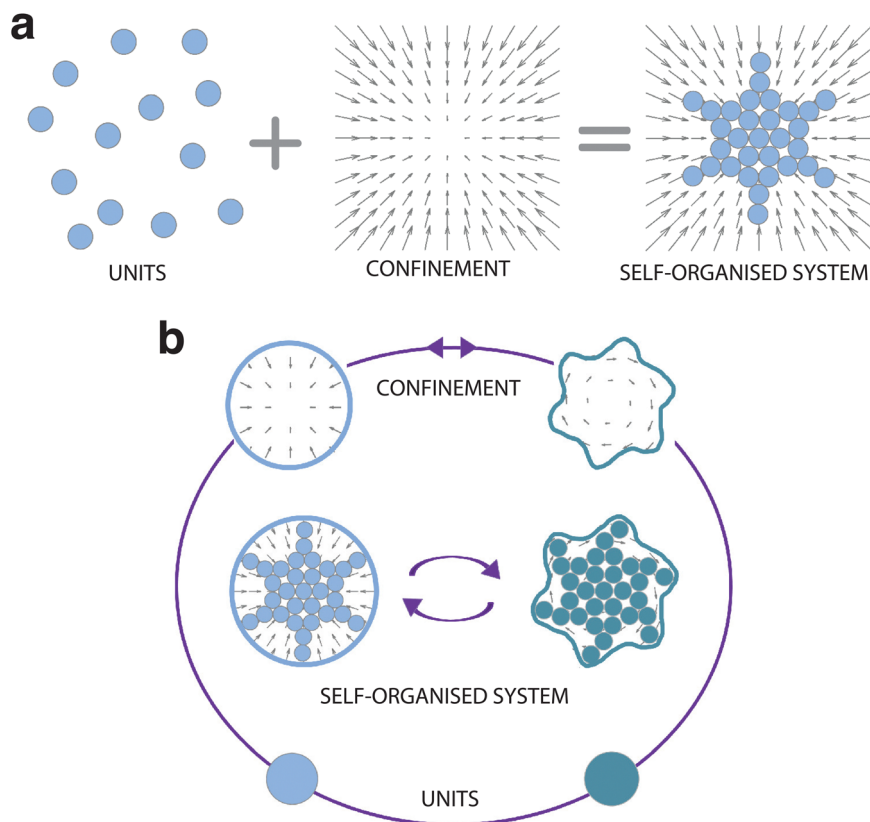 a
UNITS
CONFINEMENT
SELF-ORGANISED SYSTEM
b
CONFINEMENT
SELF-ORGANISED SYSTEM
UNITS